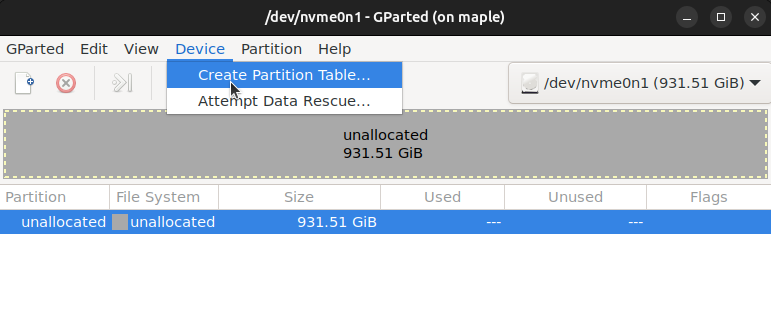 /dev/nvme0n1 - GParted (on maple)
GParted Edit View Device Partition Help
Create Partition Table…
Attempt Data Rescue…
/dev/nvme0n1 (931.51 GiB)
unallocated
931.51 GiB
Partition File System Size Used Unused Flags
unallocated unallocated 931.51 GiB --- ---